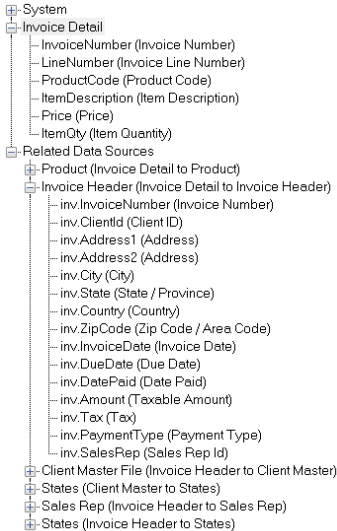 System
Invoice Detail
InvoiceNumber (Invoice Number)
LineNumber (Invoice Line Number)
ProductCode (Product Code)
ItemDescription (Item Description)
Price (Price)
ItemQty (Item Quantity)
Related Data Sources
Product (Invoice Detail to Product)
Invoice Header (Invoice Detail to Invoice Header)
inv.InvoiceNumber (Invoice Number)
inv.ClientId (Client ID)
inv.Address1 (Address)
inv.Address2 (Address)
inv.City (City)
inv.State (State / Province)
inv.Country (Country)
inv.ZipCode (Zip Code / Area Code)
inv.InvoiceDate (Invoice Date)
inv.DueDate (Due Date)
inv.DatePaid (Date Paid)
inv.Amount (Taxable Amount)
inv.Tax (Tax)
inv.PaymentType (Payment Type)
inv.SalesRep (Sales Rep Id)
Client Master File (Invoice Header to Client Master)
States (Client Master to States)
Sales Rep (Invoice Header to Sales Rep)
States (Invoice Header to States)